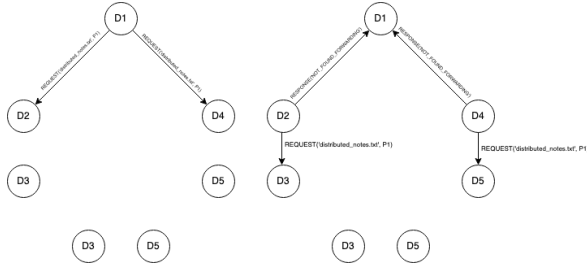 D1
REQUEST('distributed_notes.txt', P1)
REQUEST('distributed_notes.txt', P1)
D2
D4
D3
D5
D3
D5
D1
RESPONSE('NOT_FOUND_FORWARDING')
RESPONSE('NOT_FOUND_FORWARDING')
D2
D4
REQUEST('distributed_notes.txt', P1)
REQUEST('distributed_notes.txt', P1)
D3
D5
D3
D5